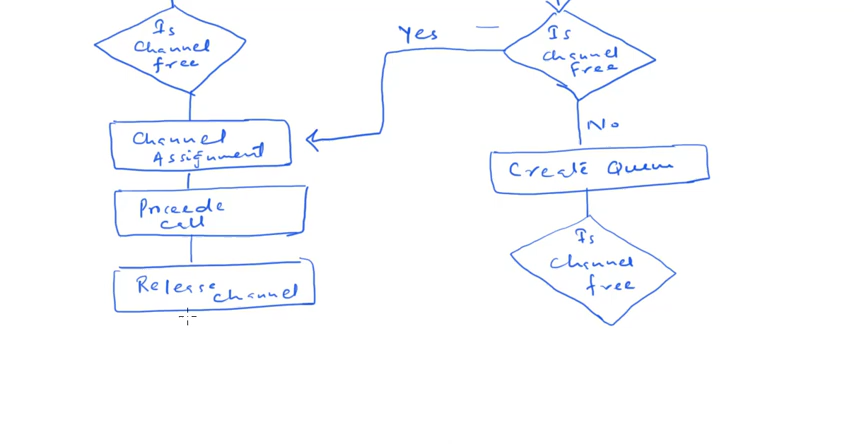 Is
channel
free
Yes
Is
channel
free
Channel
Assignment
No
Create Queue
Proceede
call
Is
channel
free
Release
channel